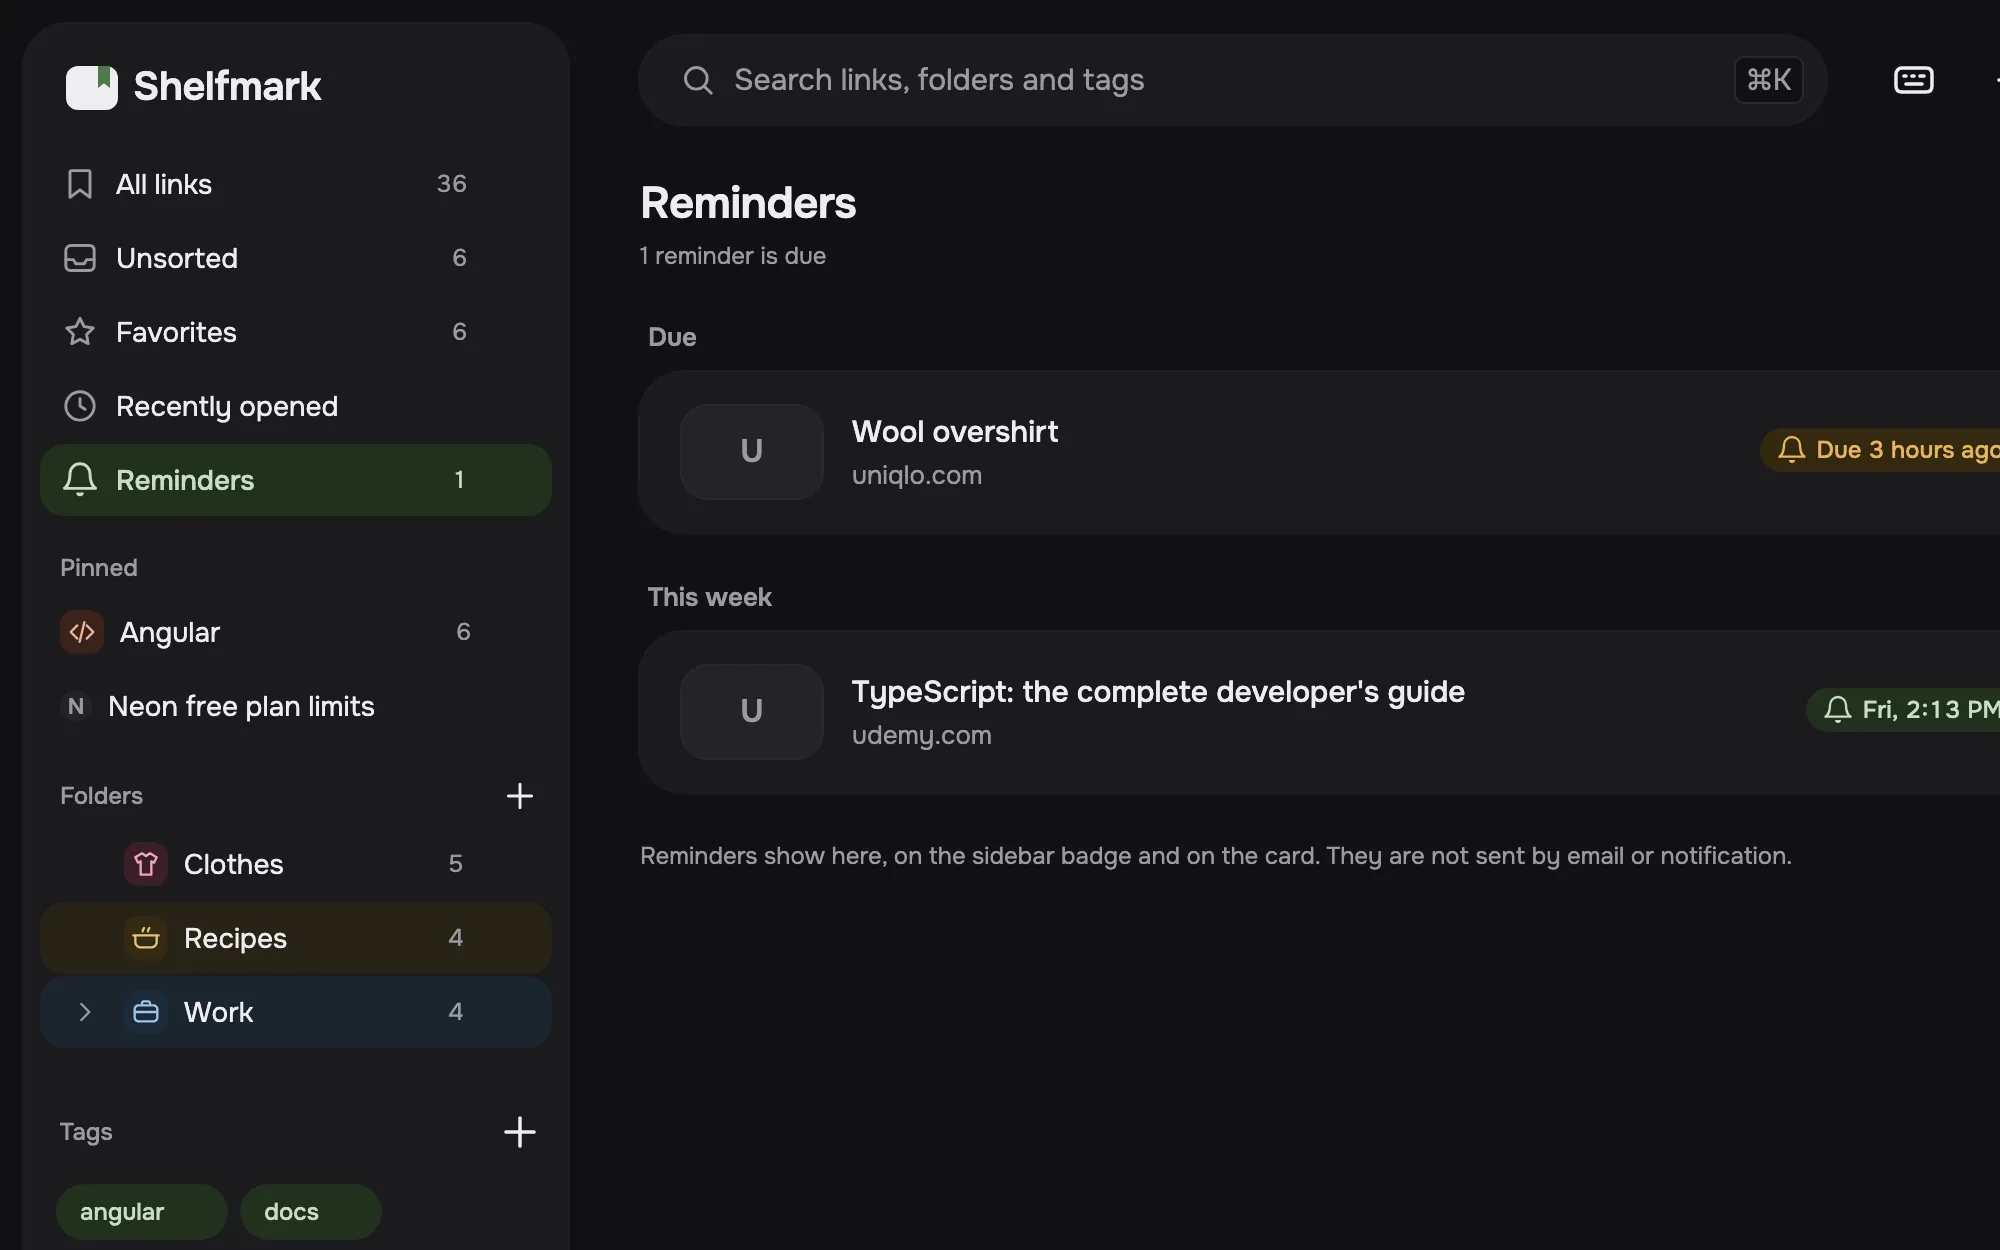 Shelfmark
All links 36
Unsorted 6
Favorites 6
Recently opened
Reminders 1
Pinned
Angular 6
N Neon free plan limits
Folders
Clothes 5
Recipes 4
Work 4
Tags
angular docs
Search links, folders and tags ⌘K
Reminders
1 reminder is due
Due
U
Wool overshirt
uniqlo.com
Due 3 hours ago
This week
U
TypeScript: the complete developer's guide
udemy.com
Fri, 2:13 PM
Reminders show here, on the sidebar badge and on the card. They are not sent by email or notification.